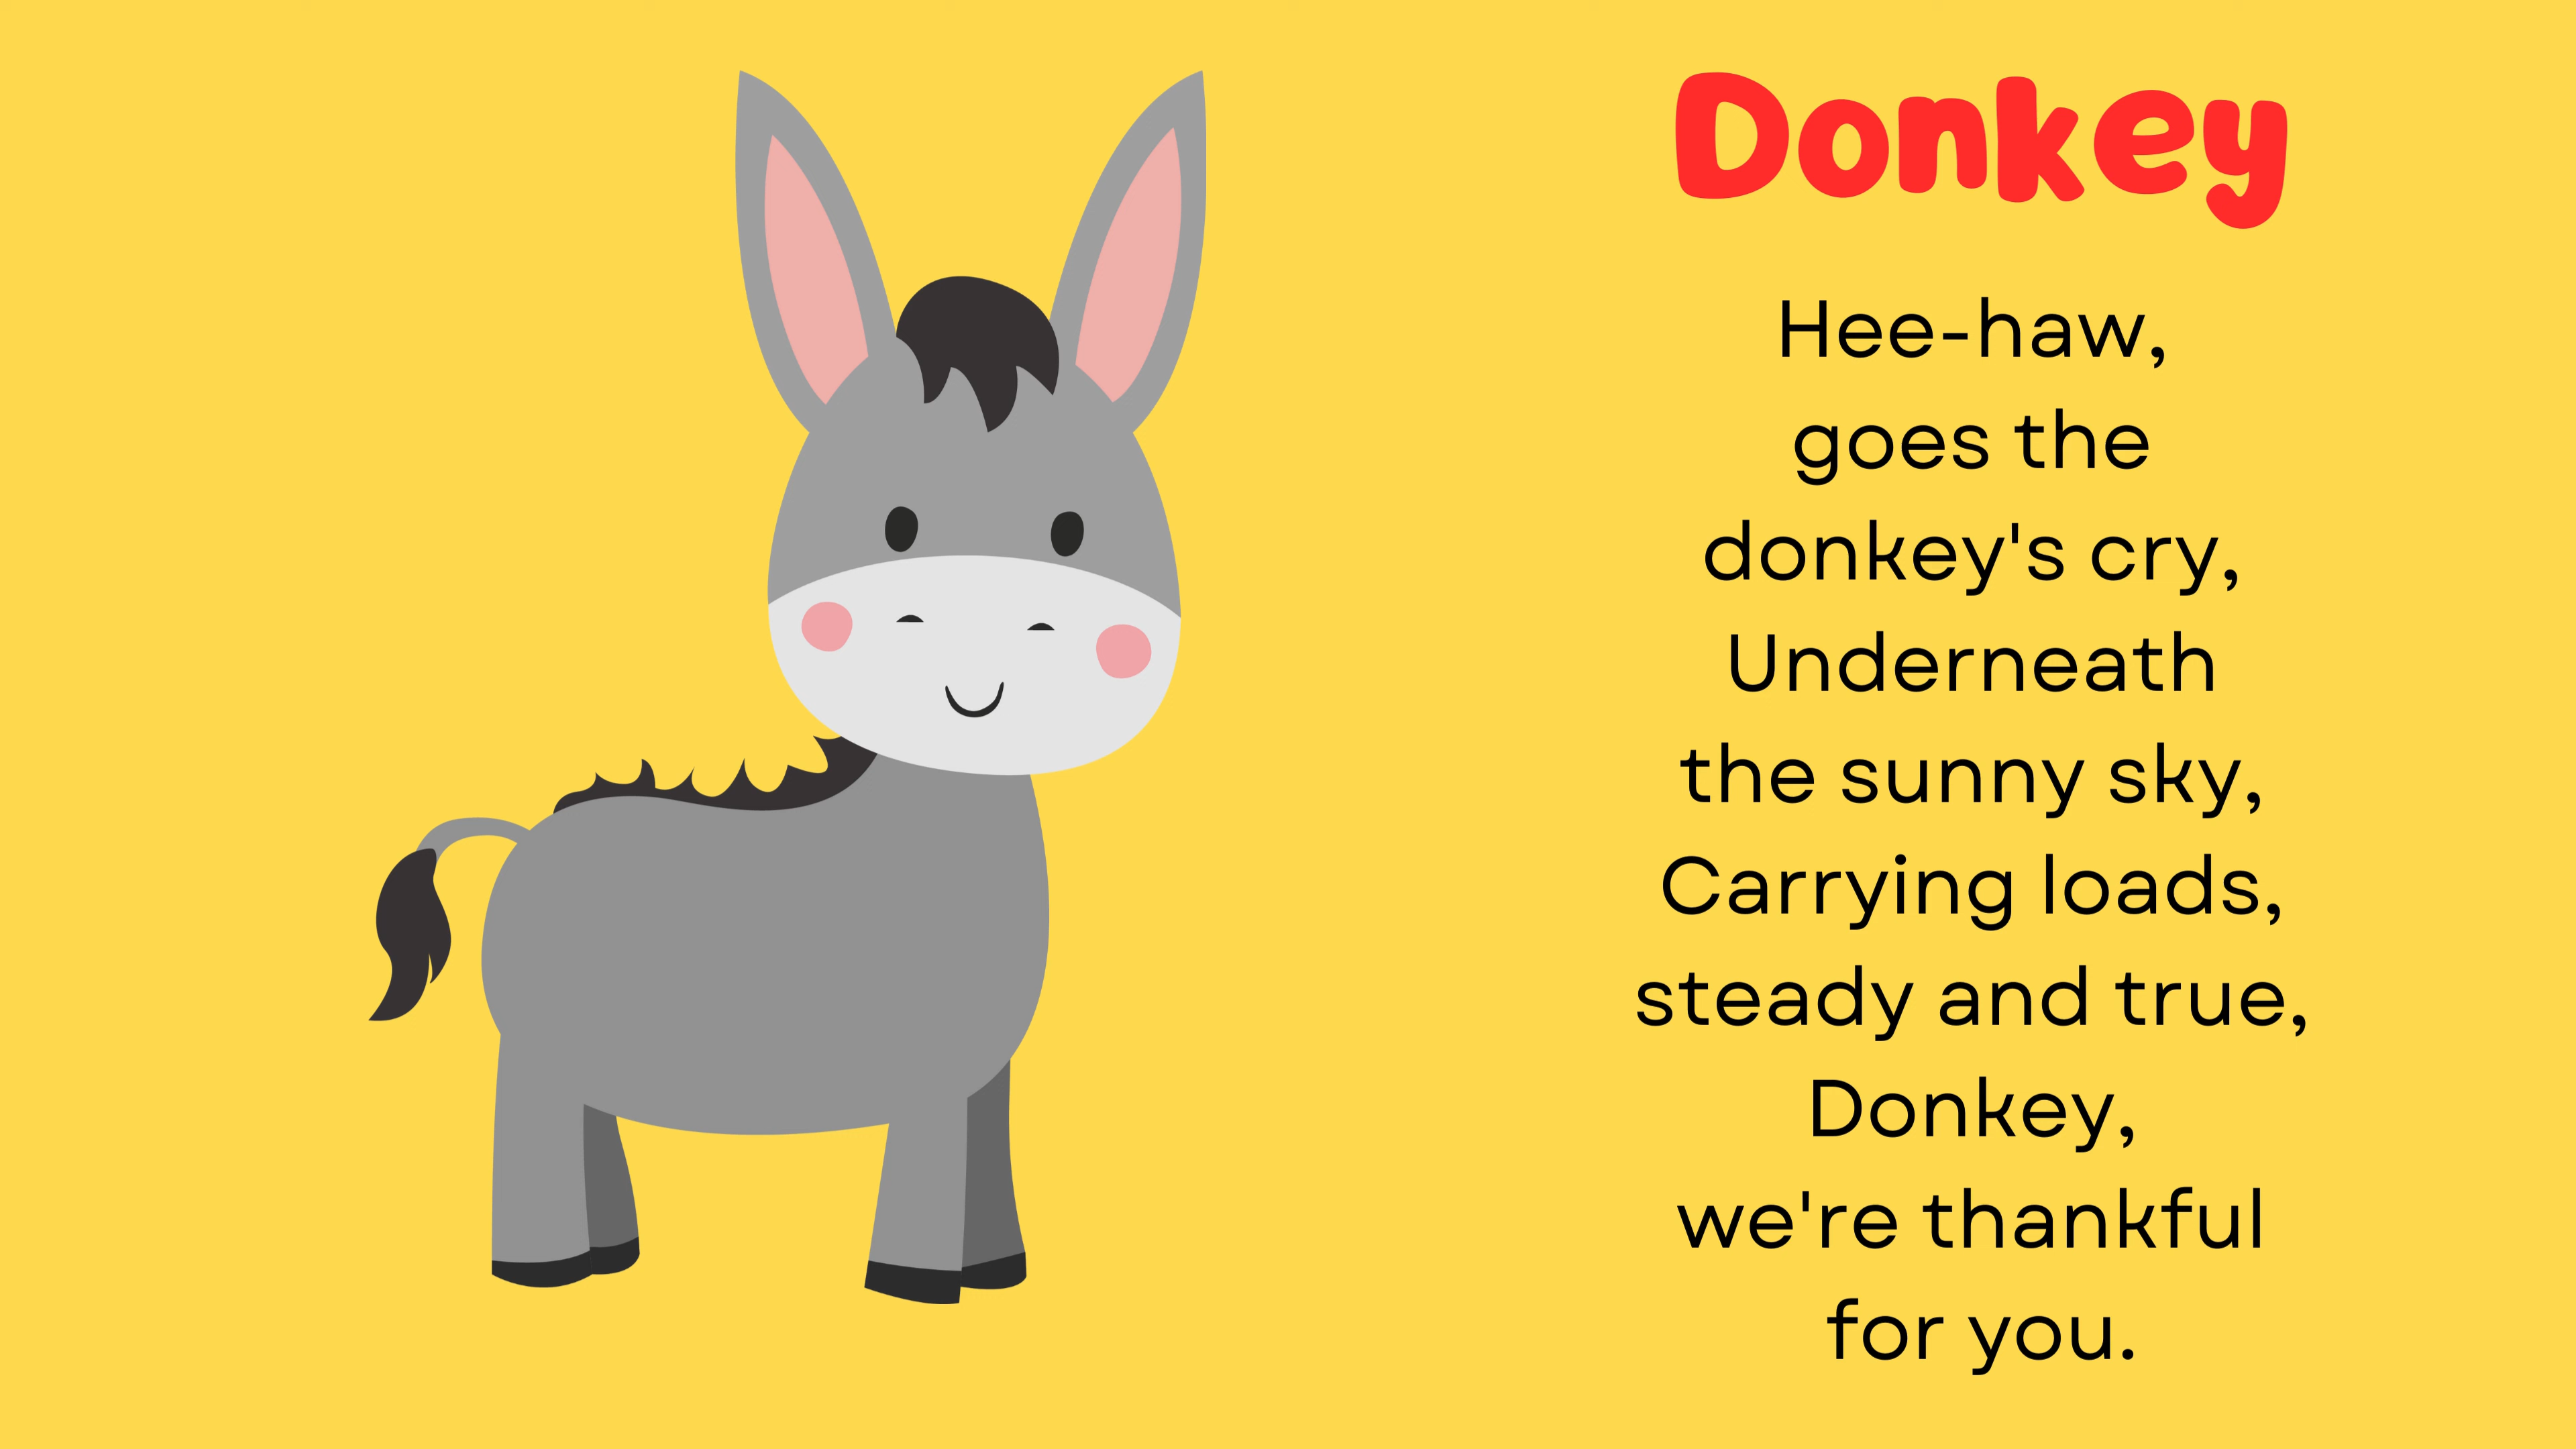 Donkey
Hee-haw,
goes the
donkey's cry,
Underneath
the sunny sky,
Carrying loads,
steady and true,
Donkey,
we're thankful
for you.